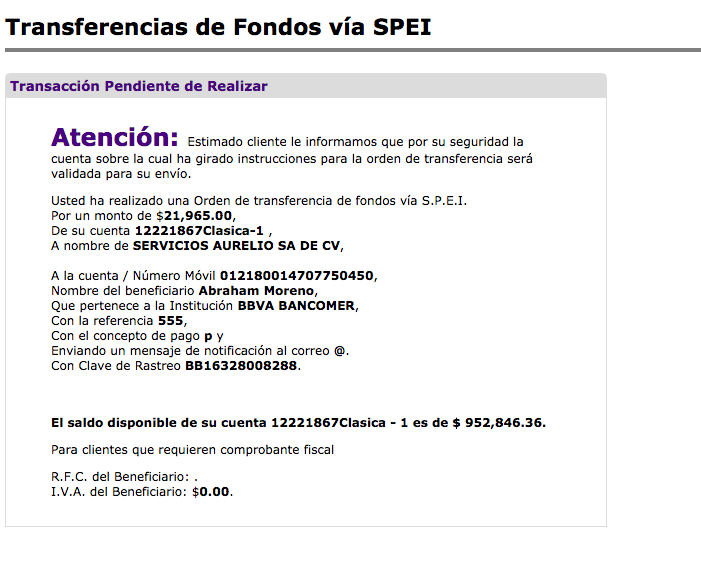 Transferencias de Fondos vía SPEI
Transacción Pendiente de Realizar
Atención: Estimado cliente le informamos que por su seguridad la
cuenta sobre la cual ha girado instrucciones para la orden de transferencia será
validada para su envío.
Usted ha realizado una Orden de transferencia de fondos vía S.P.E.I.
Por un monto de $21,965.00,
De su cuenta 12221867Clasica-1 ,
A nombre de SERVICIOS AURELIO SA DE CV,
A la cuenta / Número Móvil 012180014707750450,
Nombre del beneficiario Abraham Moreno,
Que pertenece a la Institución BBVA BANCOMER,
Con la referencia 555,
Con el concepto de pago p y
Enviando un mensaje de notificación al correo @.
Con Clave de Rastreo BB16328008288.
El saldo disponible de su cuenta 12221867Clasica - 1 es de $ 952,846.36.
Para clientes que requieren comprobante fiscal
R.F.C. del Beneficiario: .
I.V.A. del Beneficiario: $0.00.